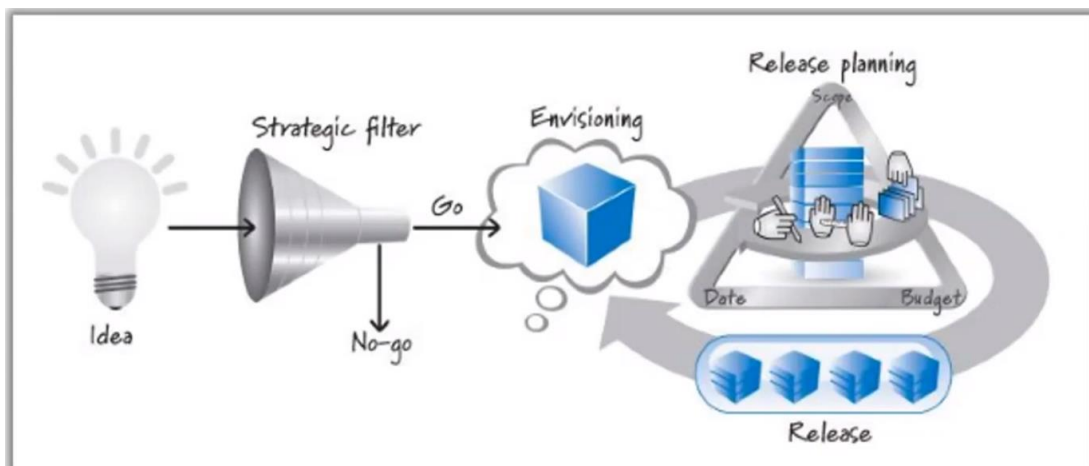 Release planning
Scope
Strategic filter
Envisioning
Go
Idea
No-go
Date
Budget
Release